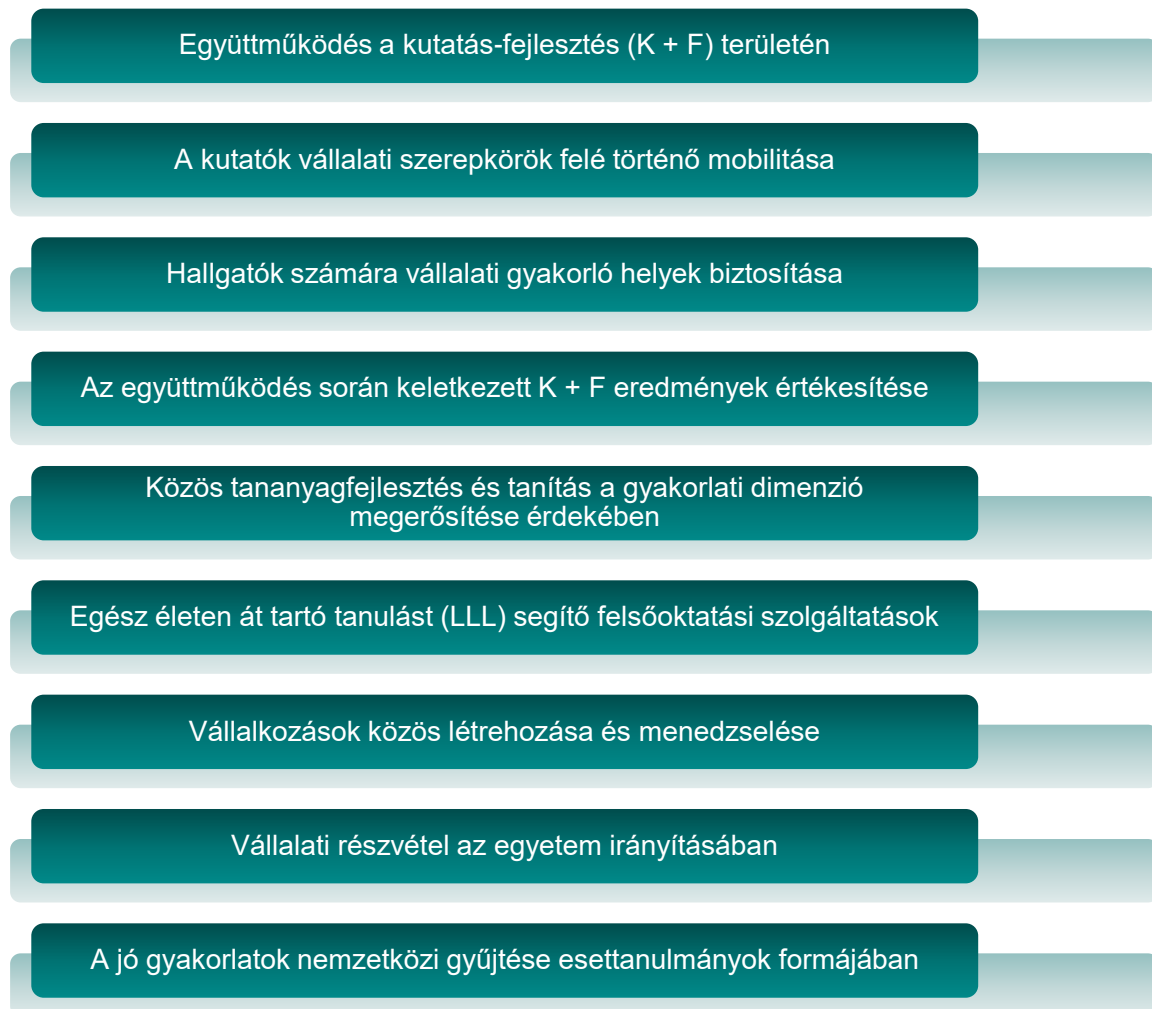 Együttműködés a kutatás-fejlesztés (K + F) területén
A kutatók vállalati szerepkörök felé történő mobilitása
Hallgatók számára vállalati gyakorló helyek biztosítása
Az együttműködés során keletkezett K + F eredmények értékesítése
Közös tananyagfejlesztés és tanítás a gyakorlati dimenzió
megerősítése érdekében
Egész életen át tartó tanulást (LLL) segítő felsőoktatási szolgáltatások
Vállalkozások közös létrehozása és menedzselése
Vállalati részvétel az egyetem irányításában
A jó gyakorlatok nemzetközi gyűjtése esettanulmányok formájában